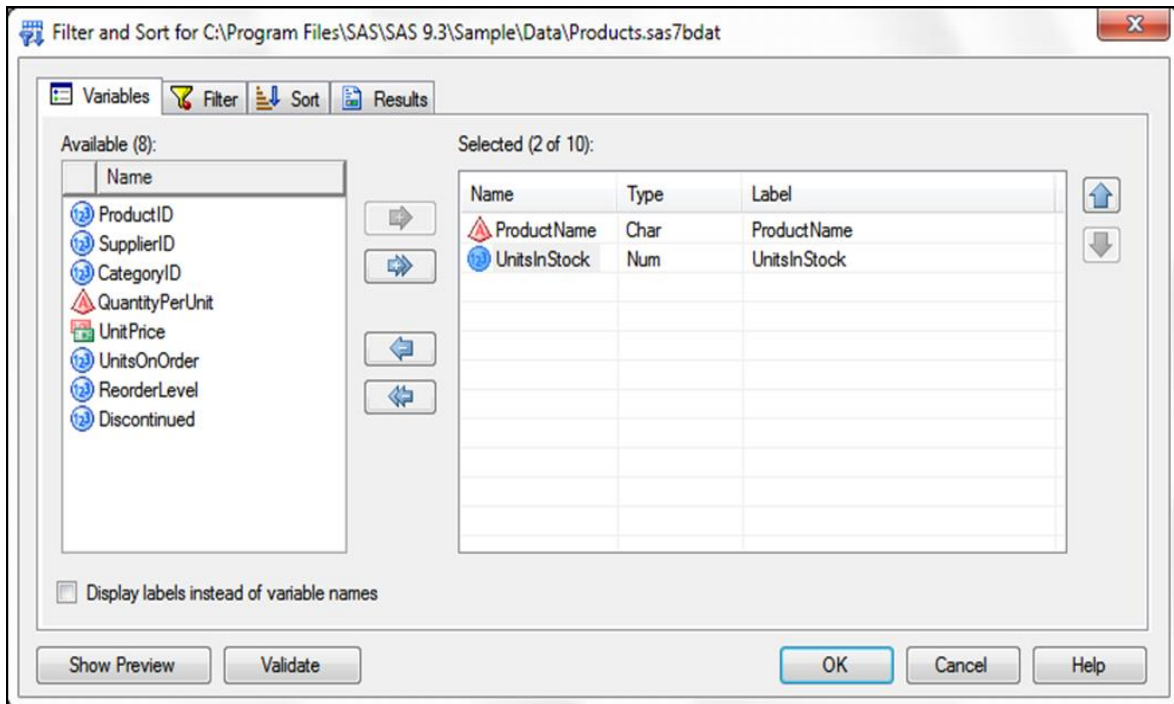 Filter and Sort for C:\Program Files\SAS\SAS 9.3\Sample\Data\Products.sas7bdat
Variables Filter Sort Results
Available (8):
Name
ProductID
SupplierID
CategoryID
QuantityPerUnit
UnitPrice
UnitsOnOrder
ReorderLevel
Discontinued
Selected (2 of 10):
Name Type Label
ProductName Char ProductName
UnitsInStock Num UnitsInStock
Display labels instead of variable names
Show Preview Validate OK Cancel Help